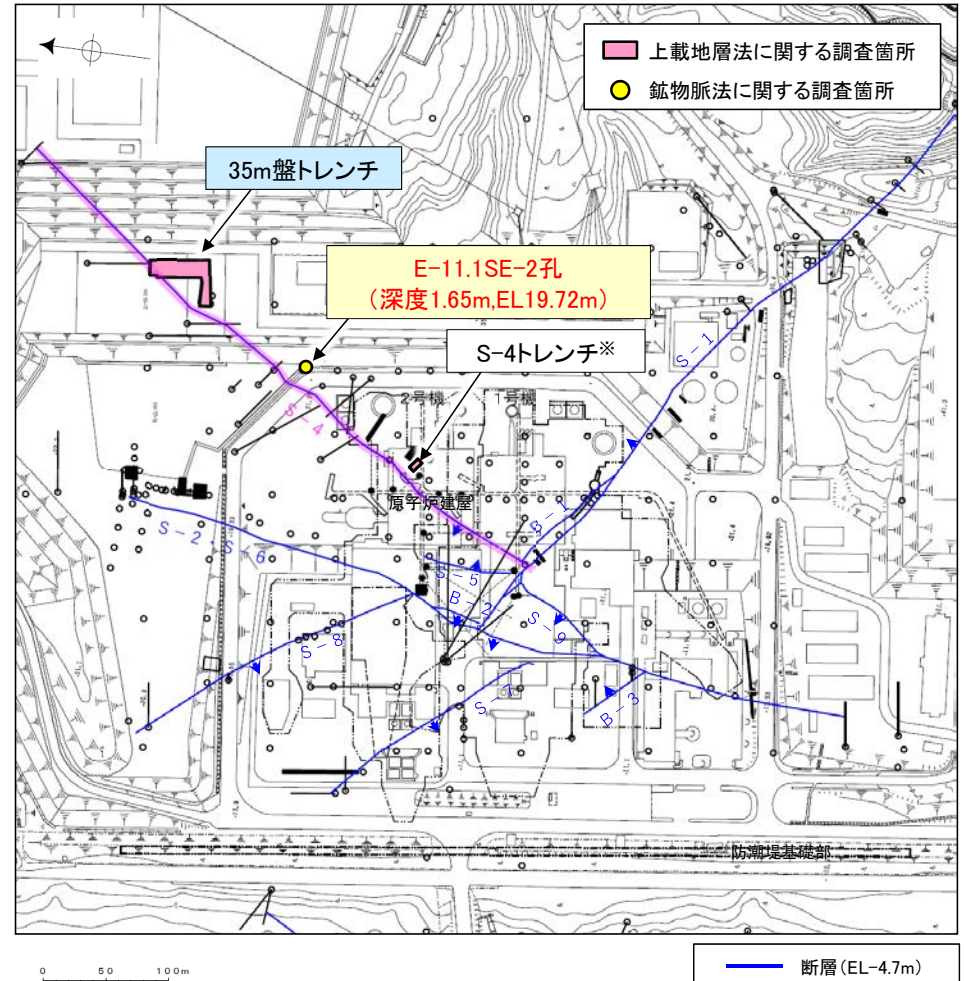 上載地層法に関する調査箇所
鉱物脈法に関する調査箇所
35m盤トレンチ
E-11.1SE-2孔
(深度1.65m,EL19.72m)
S-4トレンチ※
S-1
S-4
2号機
1号機
原子炉建屋
B-1
S-2・S-6
S-5
B-2
S-9
S-8
S-7
B-3
防潮堤基礎部
0 50 100m
断層(EL-4.7m)